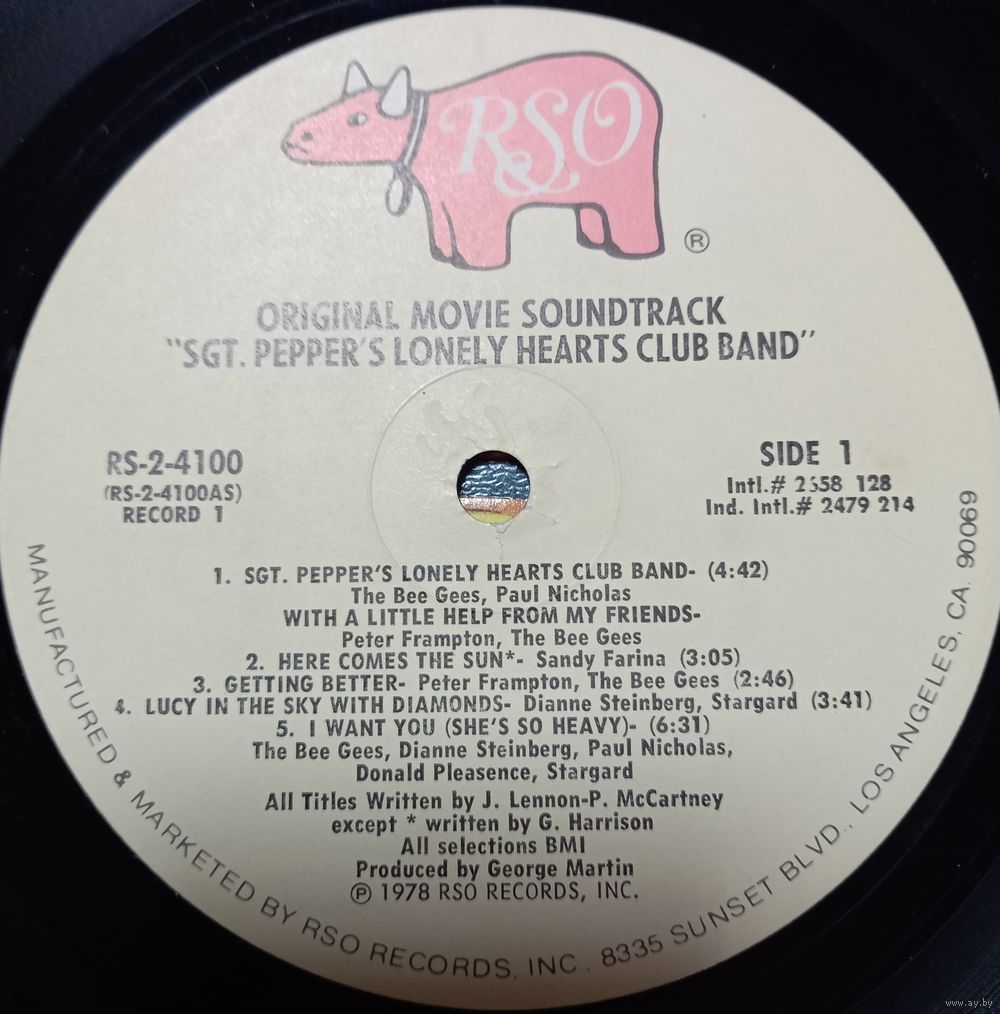 RSO
®
ORIGINAL MOVIE SOUNDTRACK
"SGT. PEPPER'S LONELY HEARTS CLUB BAND"
RS-2-4100
(RS-2-4100AS)
RECORD 1
SIDE 1
Intl.# 2658 128
Ind. Intl.# 2479 214
1. SGT. PEPPER'S LONELY HEARTS CLUB BAND- (4:42)
The Bee Gees, Paul Nicholas
WITH A LITTLE HELP FROM MY FRIENDS-
Peter Frampton, The Bee Gees
2. HERE COMES THE SUN*- Sandy Farina (3:05)
3. GETTING BETTER- Peter Frampton, The Bee Gees (2:46)
4. LUCY IN THE SKY WITH DIAMONDS- Dianne Steinberg, Stargard (3:41)
5. I WANT YOU (SHE'S SO HEAVY)- (6:31)
The Bee Gees, Dianne Steinberg, Paul Nicholas,
Donald Pleasence, Stargard
All Titles Written by J. Lennon-P. McCartney
except * written by G. Harrison
All selections BMI
Produced by George Martin
℗ 1978 RSO RECORDS, INC.
MANUFACTURED & MARKETED BY RSO RECORDS, INC. 8335 SUNSET BLVD., LOS ANGELES, CA. 90069
www.ay.by